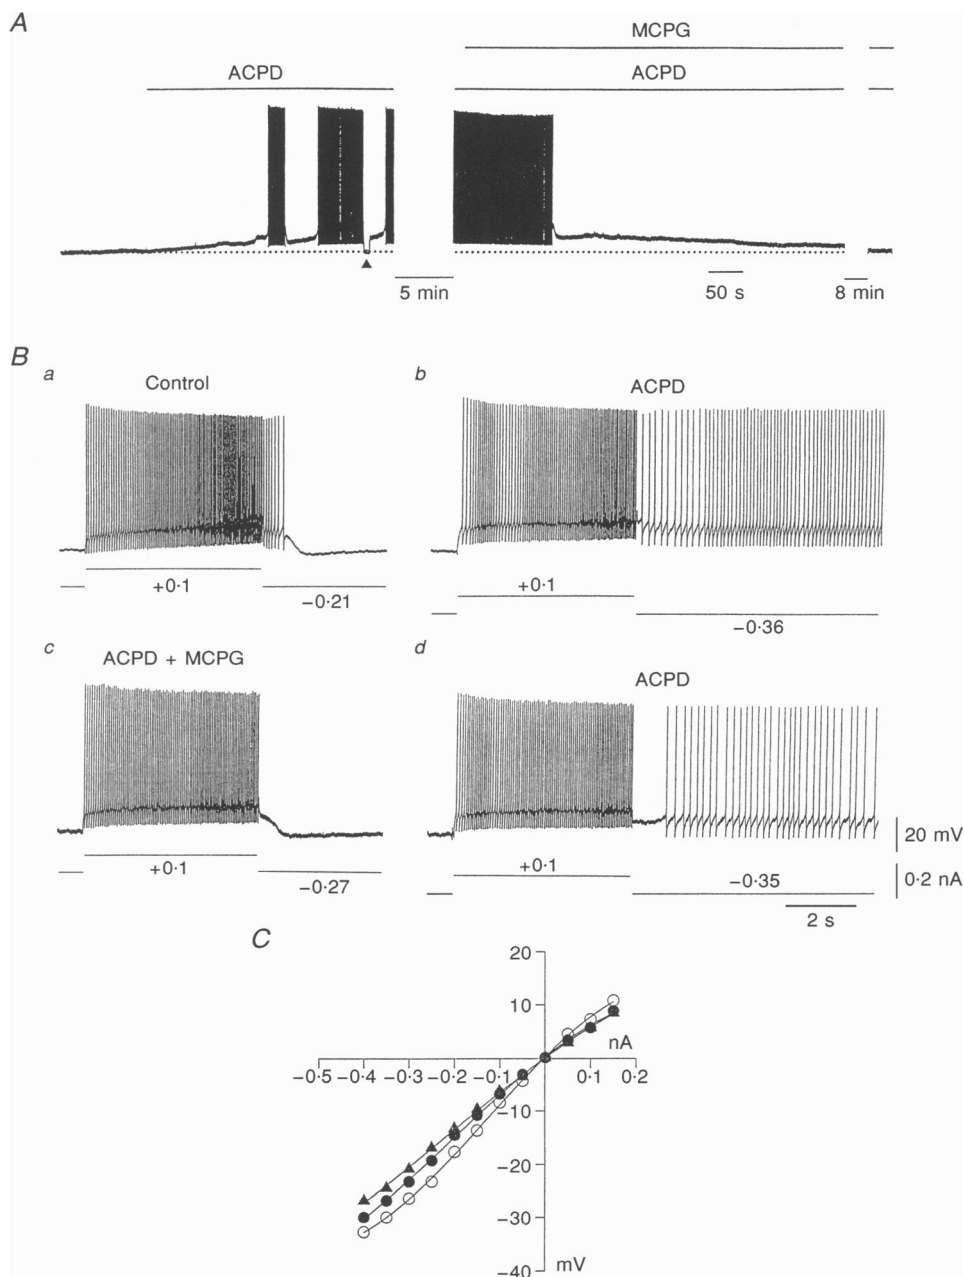 A
MCPG
ACPD
ACPD
5 min
50 s
8 min
B
a
Control
+0·1
−0·21
b
ACPD
+0·1
−0·36
c
ACPD + MCPG
+0·1
−0·27
d
ACPD
+0·1
−0·35
20 mV
0·2 nA
2 s
C
20
10
nA
−0·5 −0·4 −0·3 −0·2 −0·1 0·1 0·2
−10
−20
−30
−40
mV